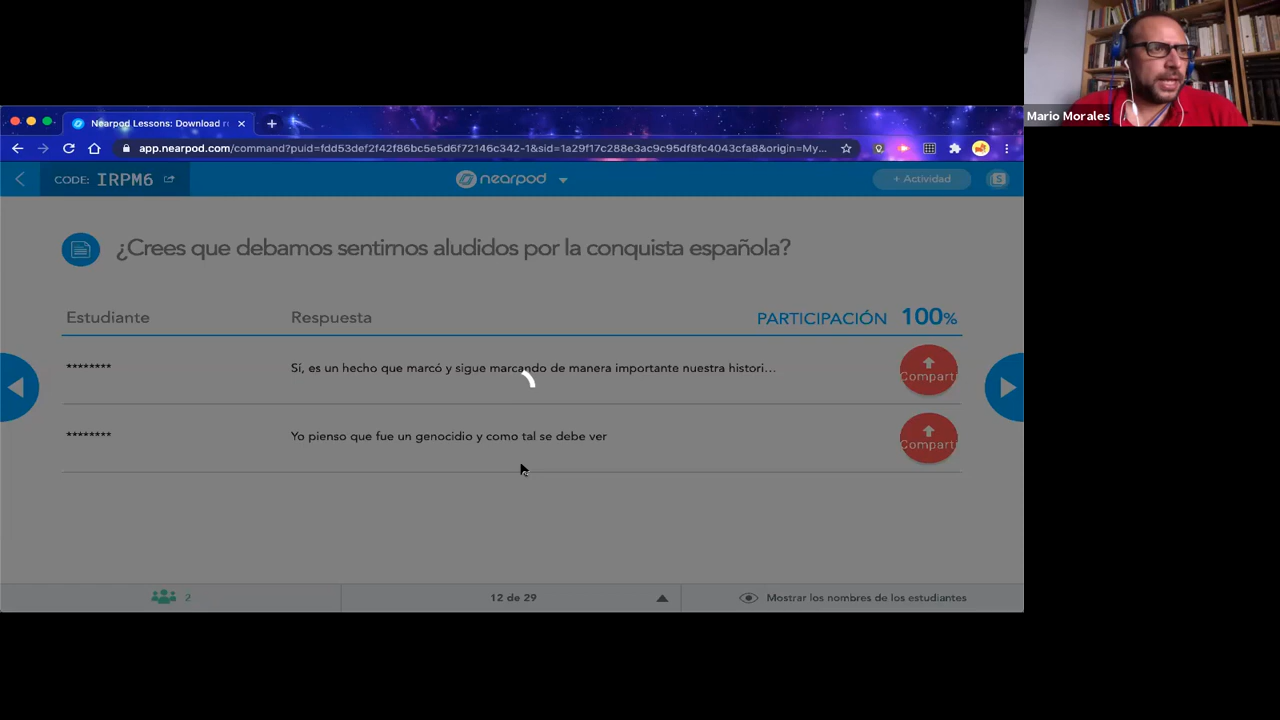 Mario Morales
Nearpod Lessons: Download r
app.nearpod.com/command?puid=fdd53def2f42f86bc5e5d6f72146c342-1&sid=1a29f17c288e3ac9c95df8fc4043cfa8&origin=My...
CODE: IRPM6
nearpod
+ Actividad
S
¿Crees que debamos sentirnos aludidos por la conquista española?
Estudiante Respuesta PARTICIPACIÓN 100%
******** Sí, es un hecho que marcó y sigue marcando de manera importante nuestra histori... Comparti
******** Yo pienso que fue un genocidio y como tal se debe ver Comparti
2 12 de 29 Mostrar los nombres de los estudiantes